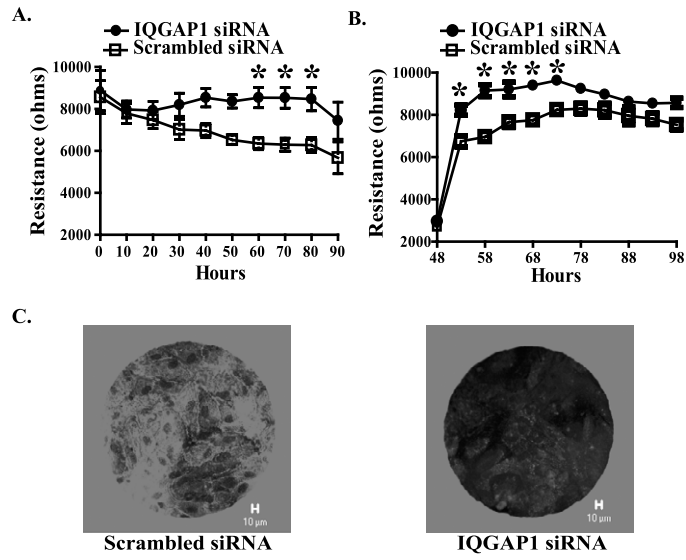 A.
IQGAP1 siRNA
Scrambled siRNA
* * *
10000
8000
6000
4000
2000
Resistance (ohms)
0 10 20 30 40 50 60 70 80 90
Hours
B.
IQGAP1 siRNA
Scrambled siRNA
* * * * *
10000
8000
6000
4000
2000
Resistance (ohms)
48 58 68 78 88 98
Hours
C.
10 µm
Scrambled siRNA
10 µm
IQGAP1 siRNA